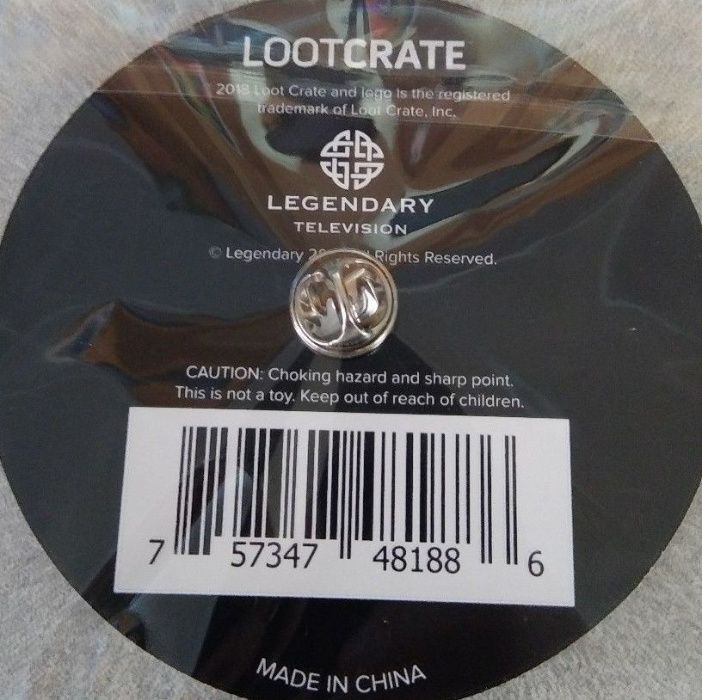 LOOTCRATE
2018 Loot Crate and logo is the registered
trademark of Loot Crate, Inc.
LEGENDARY
TELEVISION
© Legendary Rights Reserved.
CAUTION: Choking hazard and sharp point.
This is not a toy. Keep out of reach of children.
7 57347 48188 6
MADE IN CHINA